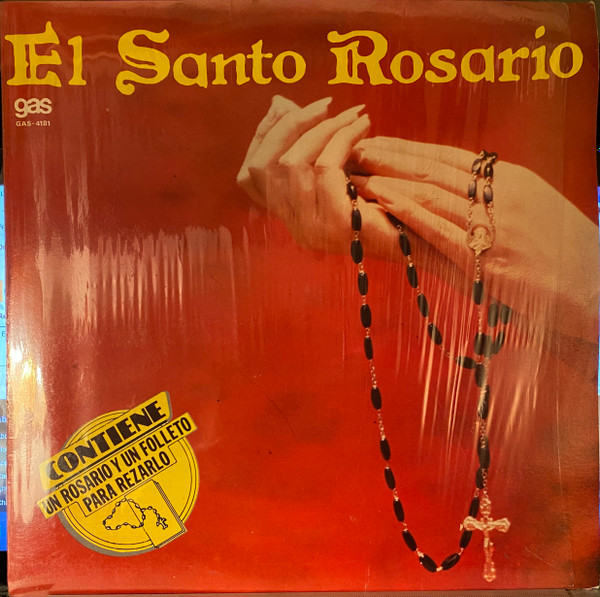 El Santo Rosario
gas
GAS-4181
CONTIENE
UN ROSARIO Y UN FOLLETO
PARA REZARLO